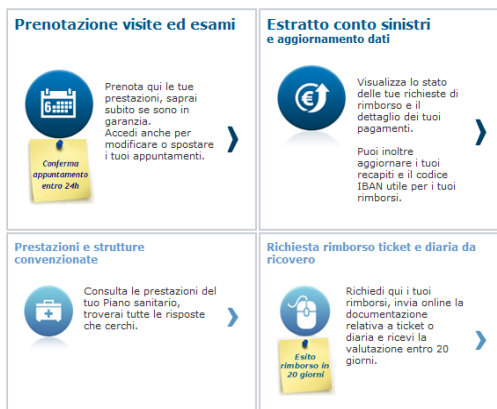 Prenotazione visite ed esami
Prenota qui le tue
prestazioni, saprai
subito se sono in
garanzia.
Accedi anche per
modificare o spostare
i tuoi appuntamenti.
6
Conferma
appuntamento
entro 24h
Estratto conto sinistri
e aggiornamento dati
Visualizza lo stato
delle tue richieste di
rimborso e il
dettaglio dei tuoi
pagamenti.
Puoi inoltre
aggiornare i tuoi
recapiti e il codice
IBAN utile per i tuoi
rimborsi.
€
Prestazioni e strutture
convenzionate
Consulta le prestazioni del
tuo Piano sanitario,
troverai tutte le risposte
che cerchi.
Richiesta rimborso ticket e diaria da
ricovero
Richiedi qui i tuoi
rimborsi, invia online la
documentazione
relativa a ticket o
diaria e ricevi la
valutazione entro 20
giorni.
Esito
rimborso in
20 giorni